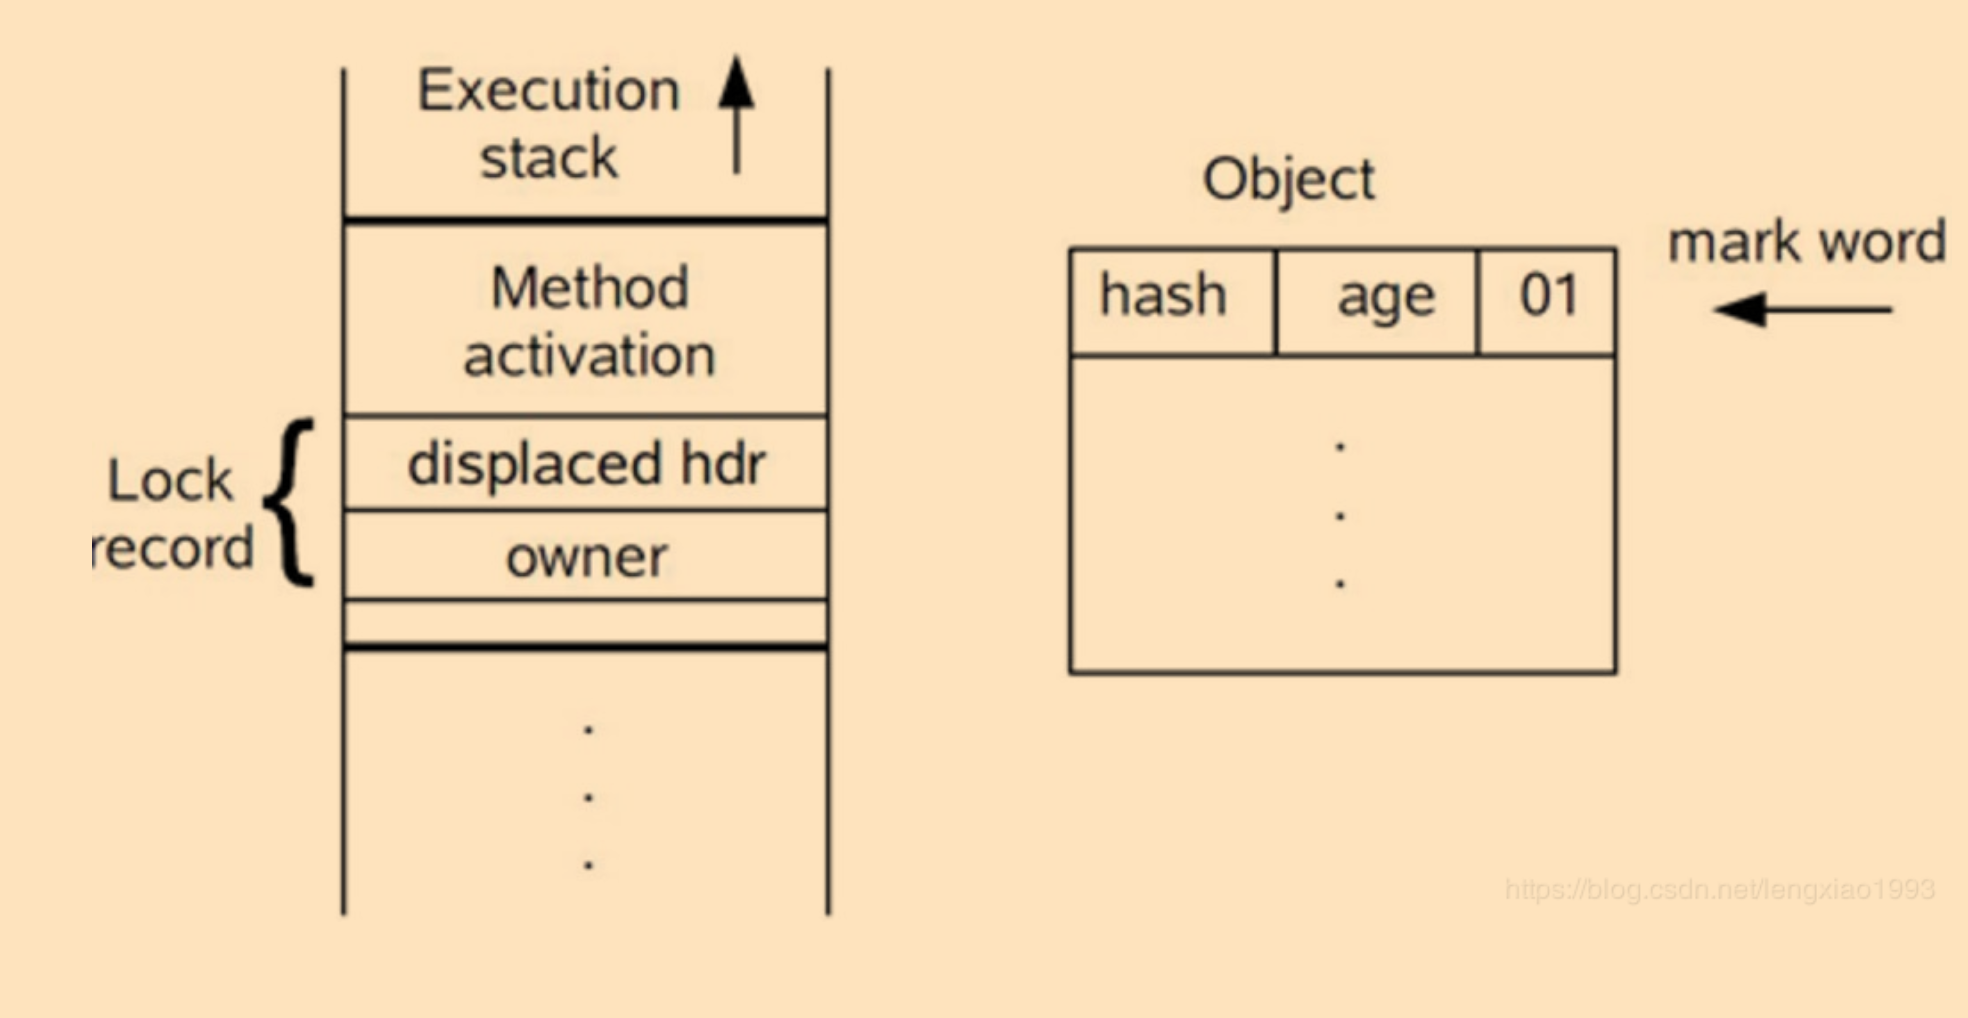 Execution
stack
Method
activation
Lock
record
displaced hdr
owner
Object
mark word
hash age 01
https://blog.csdn.net/lengxiao1993